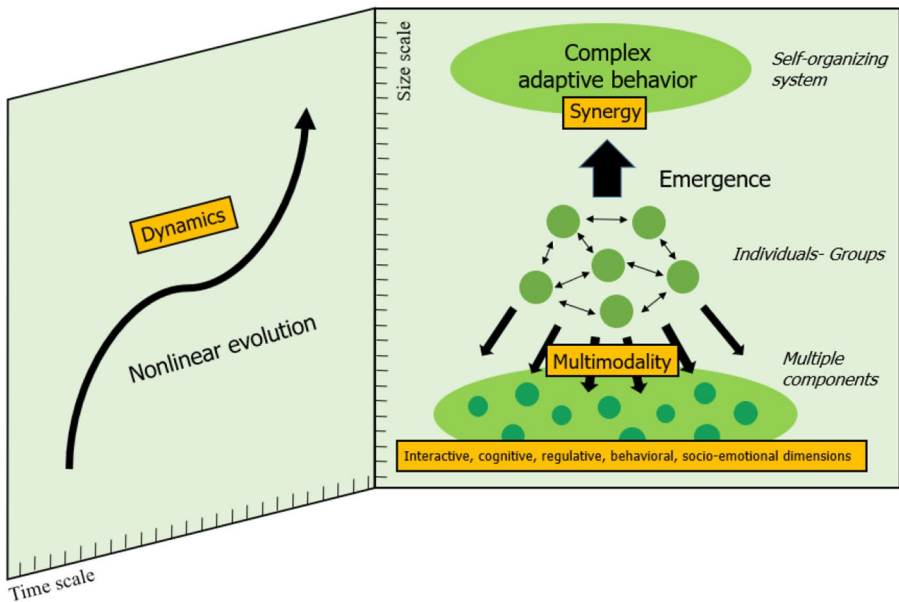 Size scale
Complex
adaptive behavior
Synergy
Self-organizing
system
Emergence
Dynamics
Individuals- Groups
Nonlinear evolution
Multimodality
Multiple
components
Interactive, cognitive, regulative, behavioral, socio-emotional dimensions
Time scale